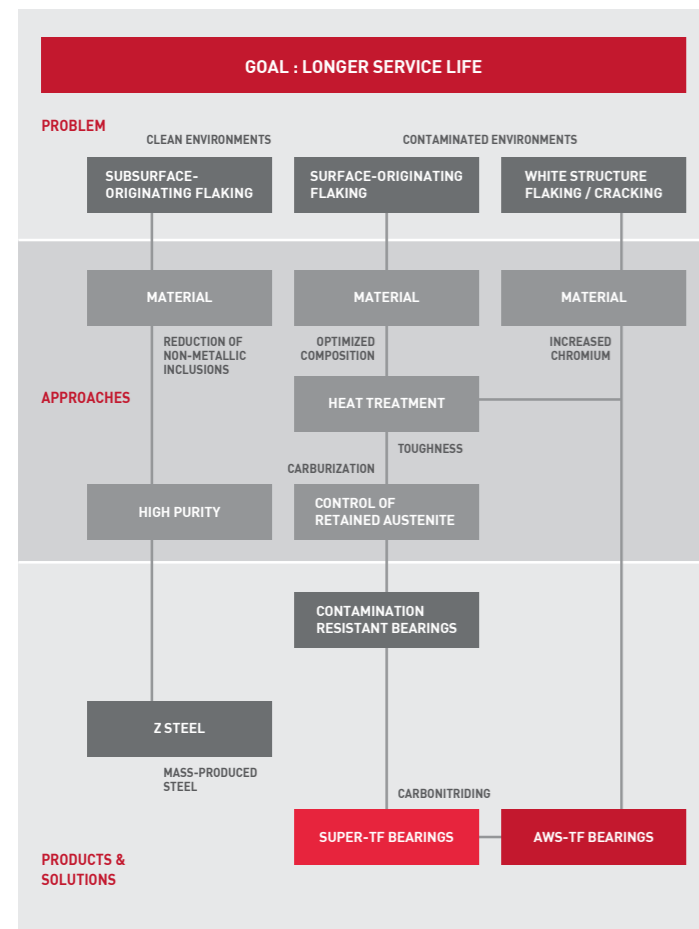 GOAL : LONGER SERVICE LIFE
PROBLEM
CLEAN ENVIRONMENTS
CONTAMINATED ENVIRONMENTS
SUBSURFACE-
ORIGINATING FLAKING
SURFACE-ORIGINATING
FLAKING
WHITE STRUCTURE
FLAKING / CRACKING
MATERIAL
MATERIAL
MATERIAL
REDUCTION OF
NON-METALLIC
INCLUSIONS
OPTIMIZED
COMPOSITION
INCREASED
CHROMIUM
APPROACHES
HEAT TREATMENT
TOUGHNESS
CARBURIZATION
HIGH PURITY
CONTROL OF
RETAINED AUSTENITE
CONTAMINATION
RESISTANT BEARINGS
Z STEEL
MASS-PRODUCED
STEEL
CARBONITRIDING
SUPER-TF BEARINGS
AWS-TF BEARINGS
PRODUCTS &
SOLUTIONS